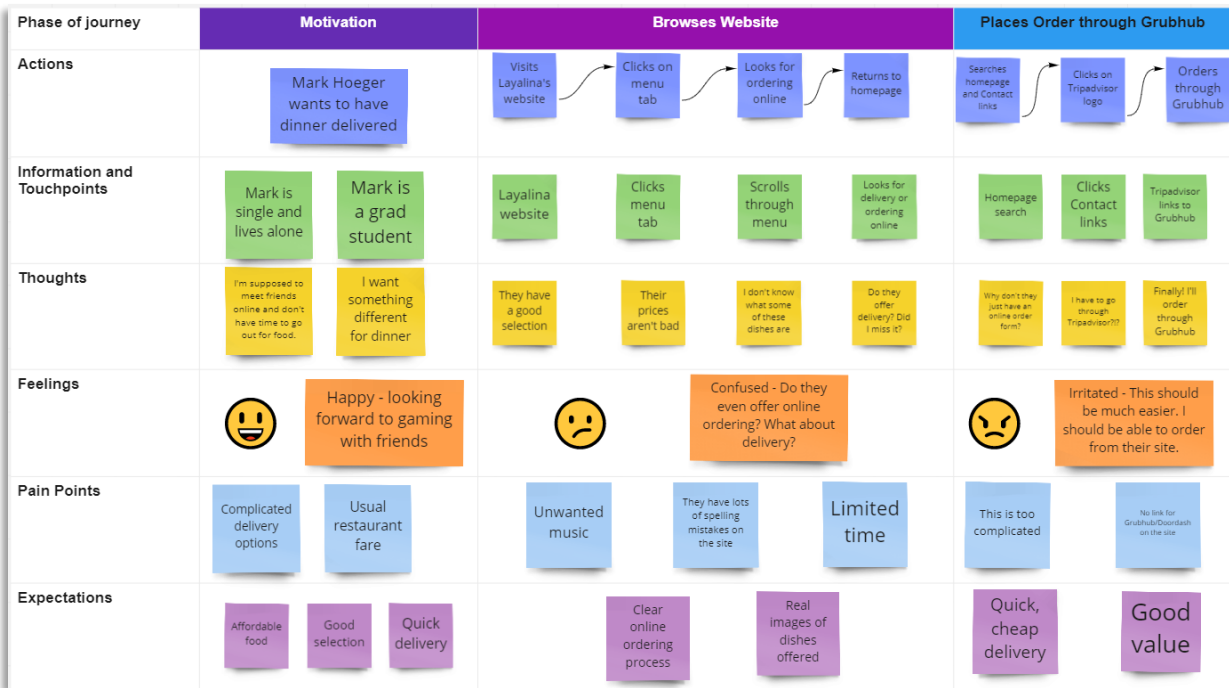 Phase of journey
Motivation
Browses Website
Places Order through Grubhub
Actions
Mark Hoeger
wants to have
dinner delivered
Visits
Layalina's
website
Clicks on
menu
tab
Looks for
ordering
online
Returns to
homepage
Searches
homepage
and Contact
links
Clicks on
Tripadvisor
logo
Orders
through
Grubhub
Information and
Touchpoints
Mark is
single and
lives alone
Mark is
a grad
student
Layalina
website
Clicks
menu
tab
Scrolls
through
menu
Looks for
delivery or
ordering
online
Homepage
search
Clicks
Contact
links
Tripadvisor
links to
Grubhub
Thoughts
I'm supposed to
meet friends
online and don't
have time to go
out for food.
I want
something
different
for dinner
They have
a good
selection
Their
prices
aren't bad
I don't know
what some
of these
dishes are
Do they
offer
delivery? Did
I miss it?
Why don't they
just have an
online order
form?
I have to go
through
Tripadvisor?!?
Finally! I'll
order
through
Grubhub
Feelings
Happy - looking
forward to gaming
with friends
Confused - Do they
even offer online
ordering? What about
delivery?
Irritated - This should
be much easier. I
should be able to order
from their site.
Pain Points
Complicated
delivery
options
Usual
restaurant
fare
Unwanted
music
They have lots
of spelling
mistakes on
the site
Limited
time
This is too
complicated
No link for
Grubhub/Doordash
on the site
Expectations
Affordable
food
Good
selection
Quick
delivery
Clear
online
ordering
process
Real
images of
dishes
offered
Quick,
cheap
delivery
Good
value